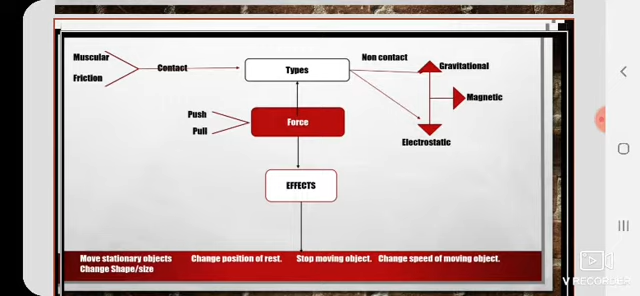 Muscular
Friction
Contact
Types
Non contact
Gravitational
Magnetic
Electrostatic
Push
Pull
Force
EFFECTS
Move stationary objects Change position of rest. Stop moving object. Change speed of moving object.
Change Shape/size
V RECORDER